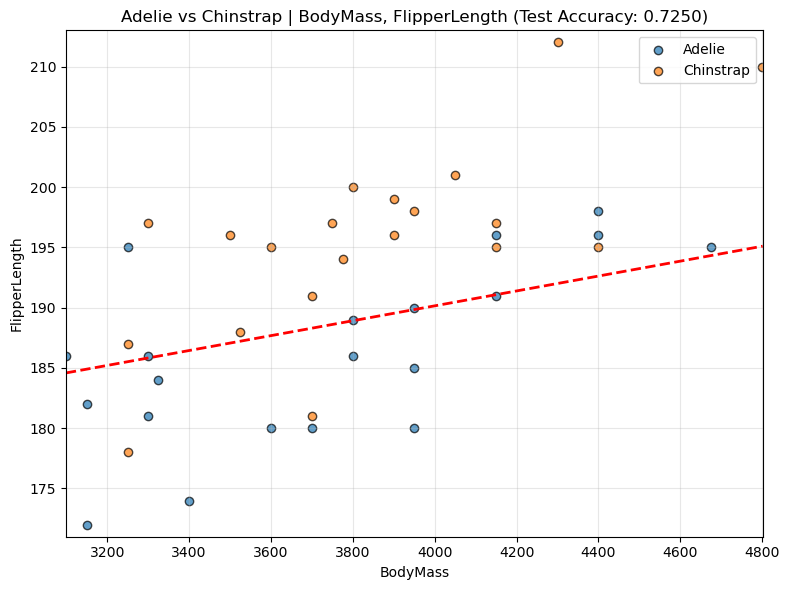 Adelie vs Chinstrap | BodyMass, FlipperLength (Test Accuracy: 0.7250)
Adelie
Chinstrap
FlipperLength
210
205
200
195
190
185
180
175
3200 3400 3600 3800 4000 4200 4400 4600 4800
BodyMass